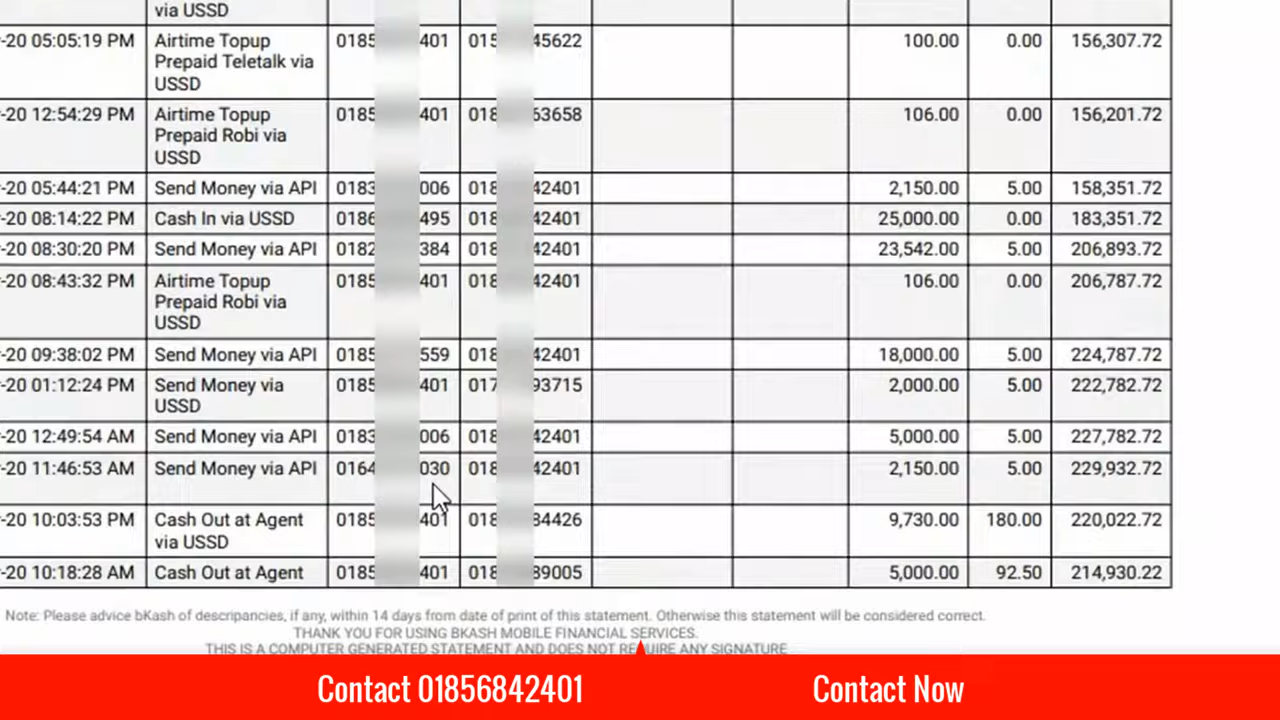 via USSD
-20 05:05:19 PM Airtime Topup Prepaid Teletalk via USSD 0185 401 015 45622 100.00 0.00 156,307.72
-20 12:54:29 PM Airtime Topup Prepaid Robi via USSD 0185 401 018 63658 106.00 0.00 156,201.72
-20 05:44:21 PM Send Money via API 0183 006 018 42401 2,150.00 5.00 158,351.72
-20 08:14:22 PM Cash In via USSD 0186 495 018 42401 25,000.00 0.00 183,351.72
-20 08:30:20 PM Send Money via API 0182 384 018 42401 23,542.00 5.00 206,893.72
-20 08:43:32 PM Airtime Topup Prepaid Robi via USSD 0185 401 018 42401 106.00 0.00 206,787.72
-20 09:38:02 PM Send Money via API 0185 559 018 42401 18,000.00 5.00 224,787.72
-20 01:12:24 PM Send Money via USSD 0185 401 017 93715 2,000.00 5.00 222,782.72
-20 12:49:54 AM Send Money via API 0183 006 018 42401 5,000.00 5.00 227,782.72
-20 11:46:53 AM Send Money via API 0164 030 018 42401 2,150.00 5.00 229,932.72
-20 10:03:53 PM Cash Out at Agent via USSD 0185 401 018 84426 9,730.00 180.00 220,022.72
-20 10:18:28 AM Cash Out at Agent 0185 401 018 89005 5,000.00 92.50 214,930.22
Note: Please advice bKash of descripancies, if any, within 14 days from date of print of this statement. Otherwise this statement will be considered correct.
THANK YOU FOR USING BKASH MOBILE FINANCIAL SERVICES.
THIS IS A COMPUTER GENERATED STATEMENT AND DOES NOT REQUIRE ANY SIGNATURE
Contact 01856842401 Contact Now